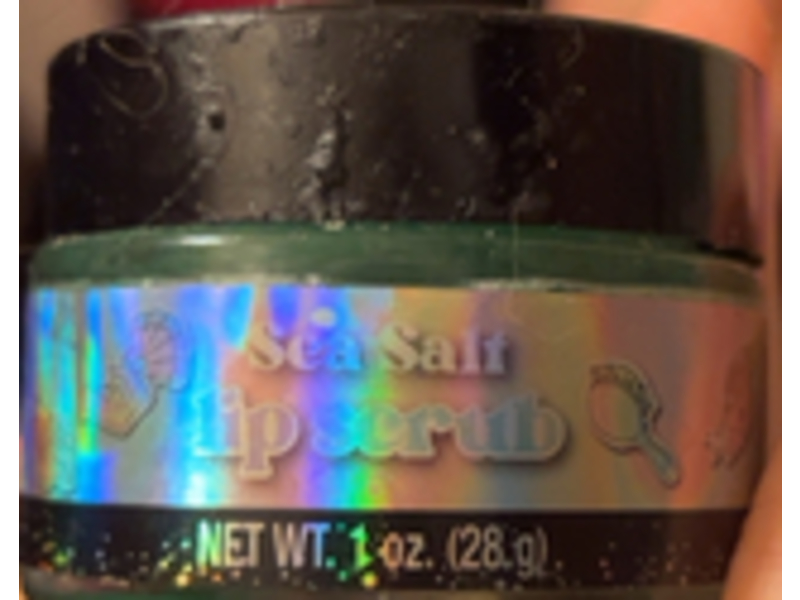 Sea Salt
lip scrub
NET WT. 1 oz. (28 g)